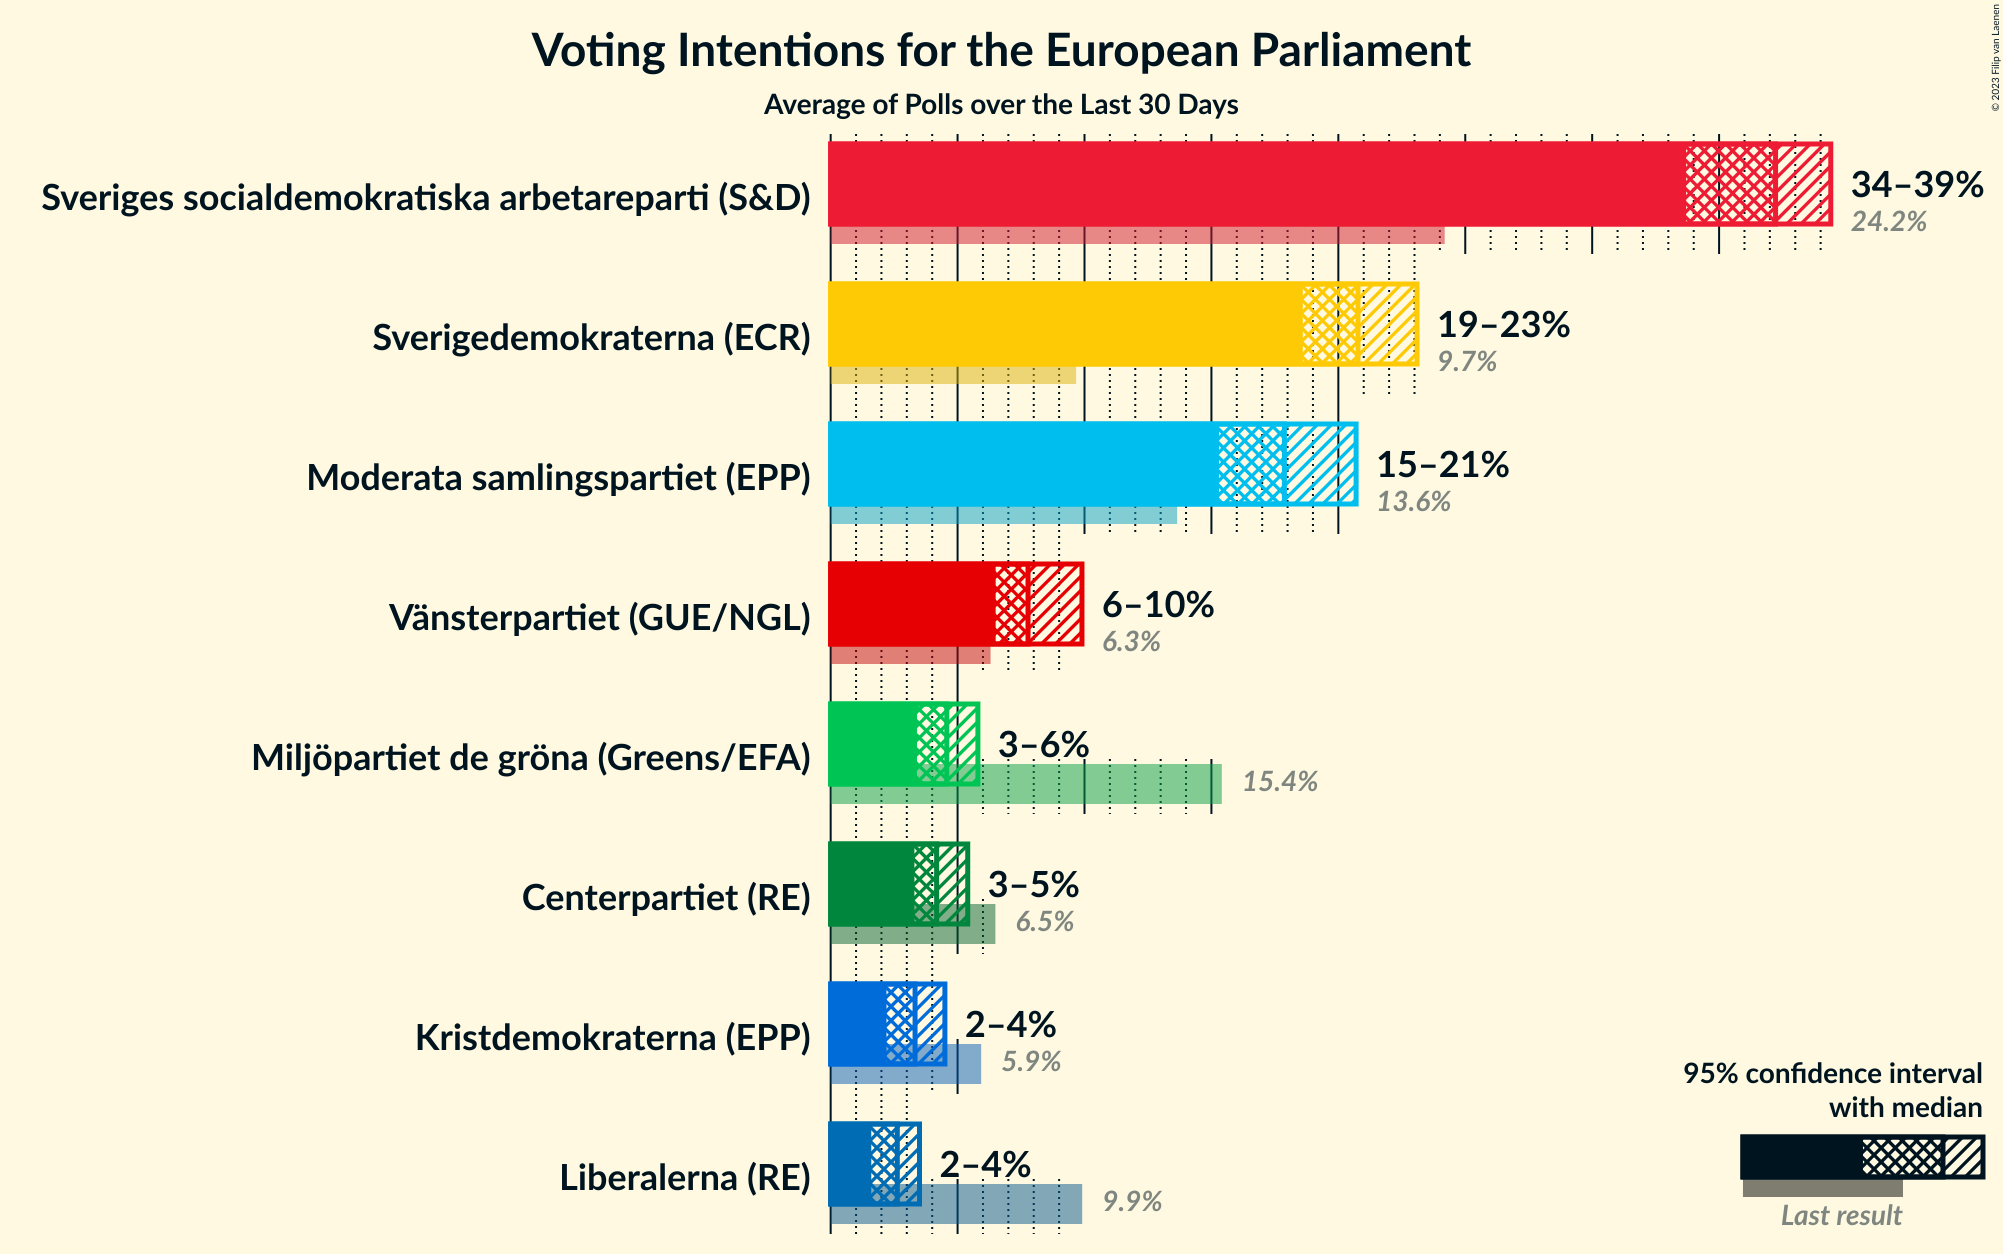 Voting Intentions for the European Parliament
Average of Polls over the Last 30 Days
© 2023 Filip van Laenen
Sveriges socialdemokratiska arbetareparti (S&D)
34–39%
24.2%
Sverigedemokraterna (ECR)
19–23%
9.7%
Moderata samlingspartiet (EPP)
15–21%
13.6%
Vänsterpartiet (GUE/NGL)
6–10%
6.3%
Miljöpartiet de gröna (Greens/EFA)
3–6%
15.4%
Centerpartiet (RE)
3–5%
6.5%
Kristdemokraterna (EPP)
2–4%
5.9%
Liberalerna (RE)
2–4%
9.9%
95% confidence interval
with median
Last result